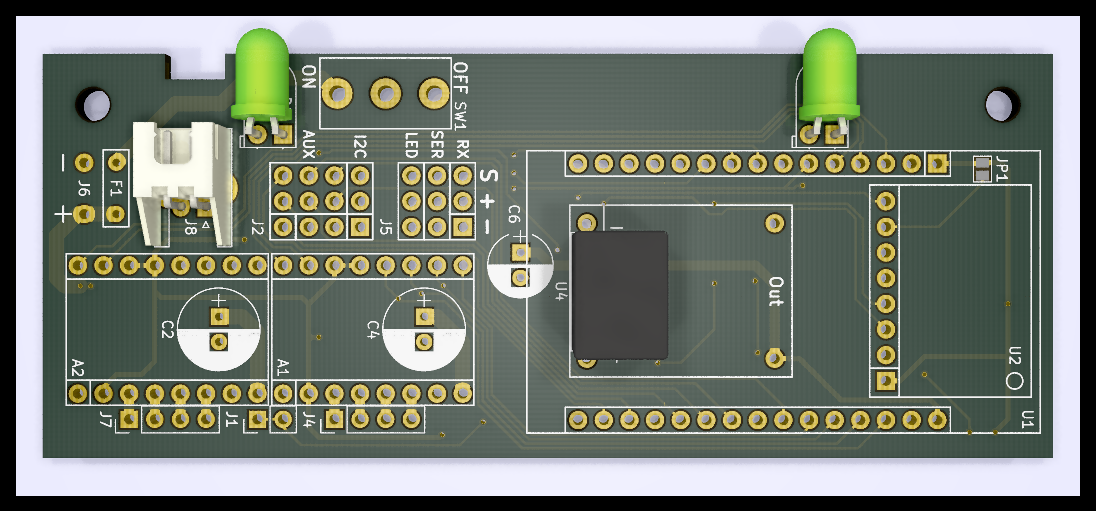 ON
OFF
SW1
AUX
I2C
LED
SER
RX
S
+
-
JP1
-
J6
+
F1
J8
J2
J5
C6
+
U4
Out
C2
+
C4
+
A2
A1
U2
J7
J1
J4
U1